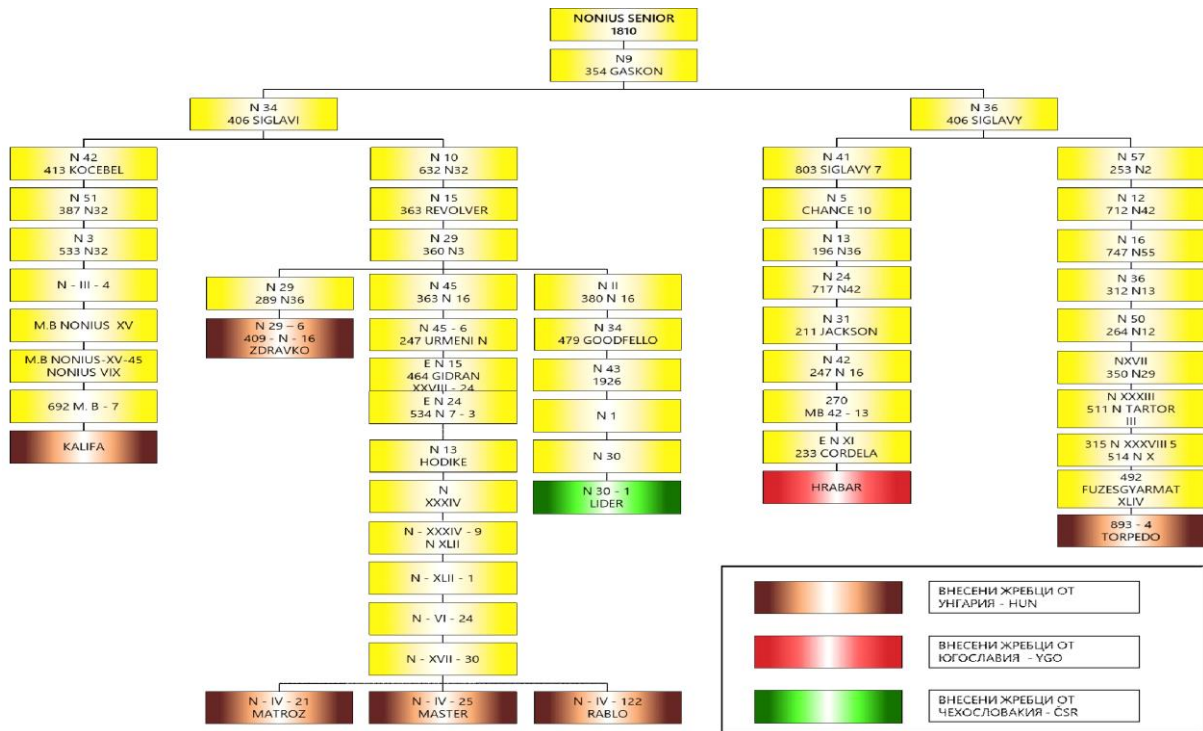 NONIUS SENIOR
1810
N9
354 GASKON
N 34
406 SIGLAVI
N 36
406 SIGLAVY
N 42
413 KOCEBEL
N 51
387 N32
N 3
533 N32
N - III - 4
M.B NONIUS XV
M.B NONIUS-XV-45
NONIUS VIX
692 M. B - 7
KALIFA
N 10
632 N32
N 15
363 REVOLVER
N 29
360 N3
N 29
289 N36
N 29 – 6
409 - N - 16
ZDRAVKO
N 45
363 N 16
N 45 - 6
247 URMENI N
E N 15
464 GIDRAN
XXVIII - 24
E N 24
534 N 7 - 3
N 13
HODIKE
N
XXXIV
N - XXXIV - 9
N XLII
N - XLII - 1
N - VI - 24
N - XVII - 30
N - IV - 21
MATROZ
N - IV - 25
MASTER
N - IV - 122
RABLO
N II
380 N 16
N 34
479 GOODFELLO
N 43
1926
N 1
N 30
N 30 - 1
LIDER
N 41
803 SIGLAVY 7
N 5
CHANCE 10
N 13
196 N36
N 24
717 N42
N 31
211 JACKSON
N 42
247 N 16
270
MB 42 - 13
E N XI
233 CORDELA
HRABAR
N 57
253 N2
N 12
712 N42
N 16
747 N55
N 36
312 N13
N 50
264 N12
NXVII
350 N29
N XXXIII
511 N TARTOR
III
315 N XXXVIII 5
514 N X
492
FUZESGYARMAT
XLIV
893 - 4
TORPEDO
ВНЕСЕНИ ЖРЕБЦИ ОТ
УНГАРИЯ - HUN
ВНЕСЕНИ ЖРЕБЦИ ОТ
ЮГОСЛАВИЯ - YGO
ВНЕСЕНИ ЖРЕБЦИ ОТ
ЧЕХОСЛОВАКИЯ - ČSR